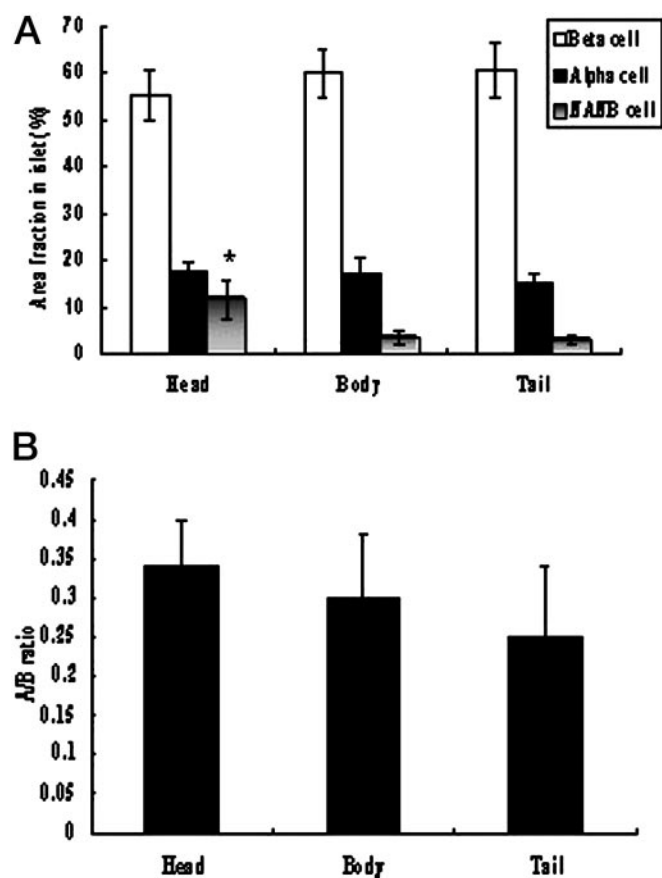 A
Area fraction in islet (%)
70
60
50
40
30
20
10
0
Beta cell
Alpha cell
NANB cell
*
Head
Body
Tail
B
A/B ratio
0.45
0.4
0.35
0.3
0.25
0.2
0.15
0.1
0.05
0
Head
Body
Tail